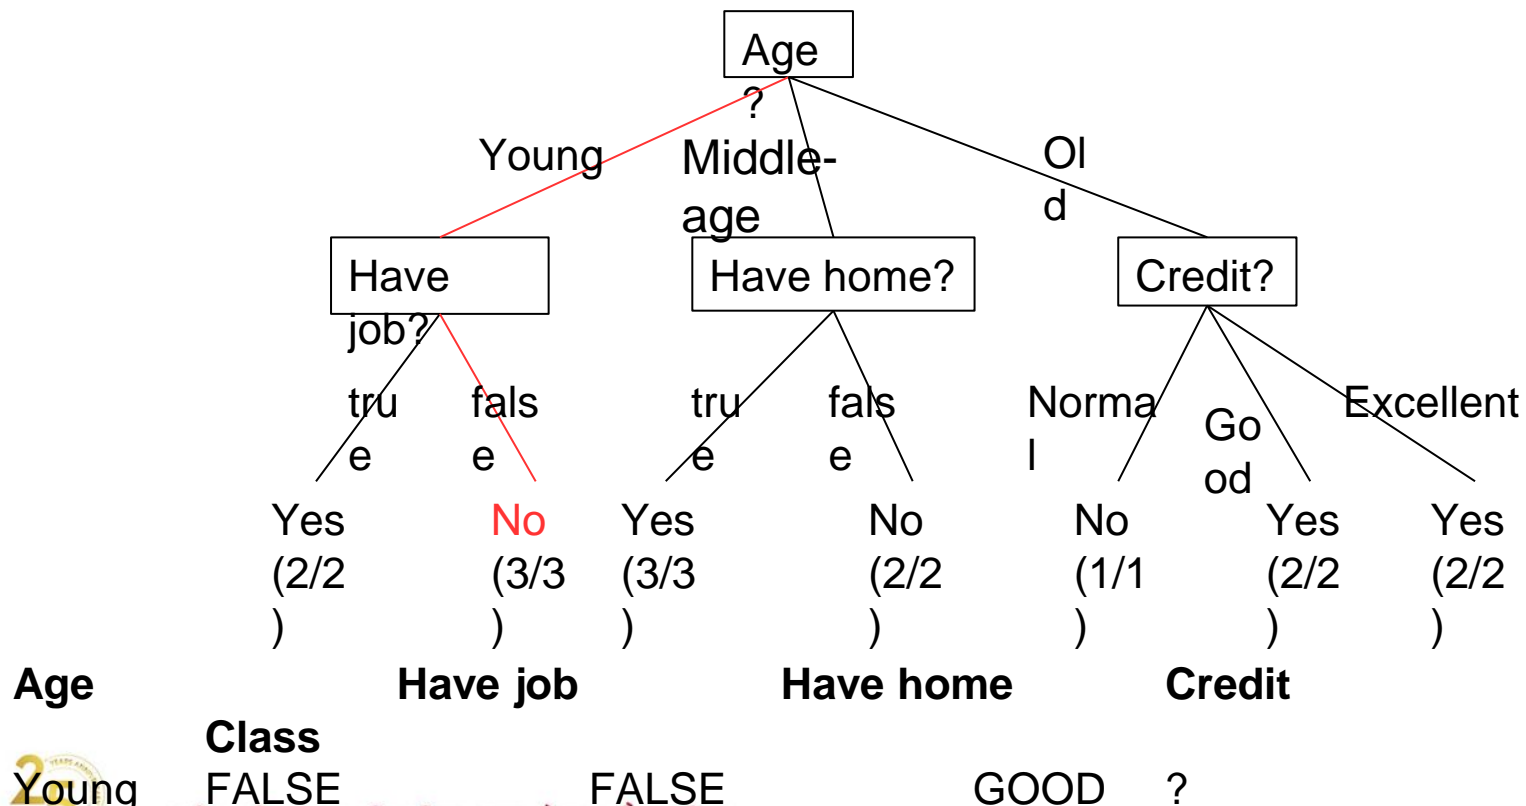 Age
?
Young
Middle-
age
Ol
d
Have
job?
Have home?
Credit?
tru
e
fals
e
tru
e
fals
e
Norma
l
Go
od
Excellent
Yes
(2/2
)
No
(3/3
)
Yes
(3/3
)
No
(2/2
)
No
(1/1
)
Yes
(2/2
)
Yes
(2/2
)
Age Have job Have home Credit
Class
Young FALSE FALSE GOOD ?